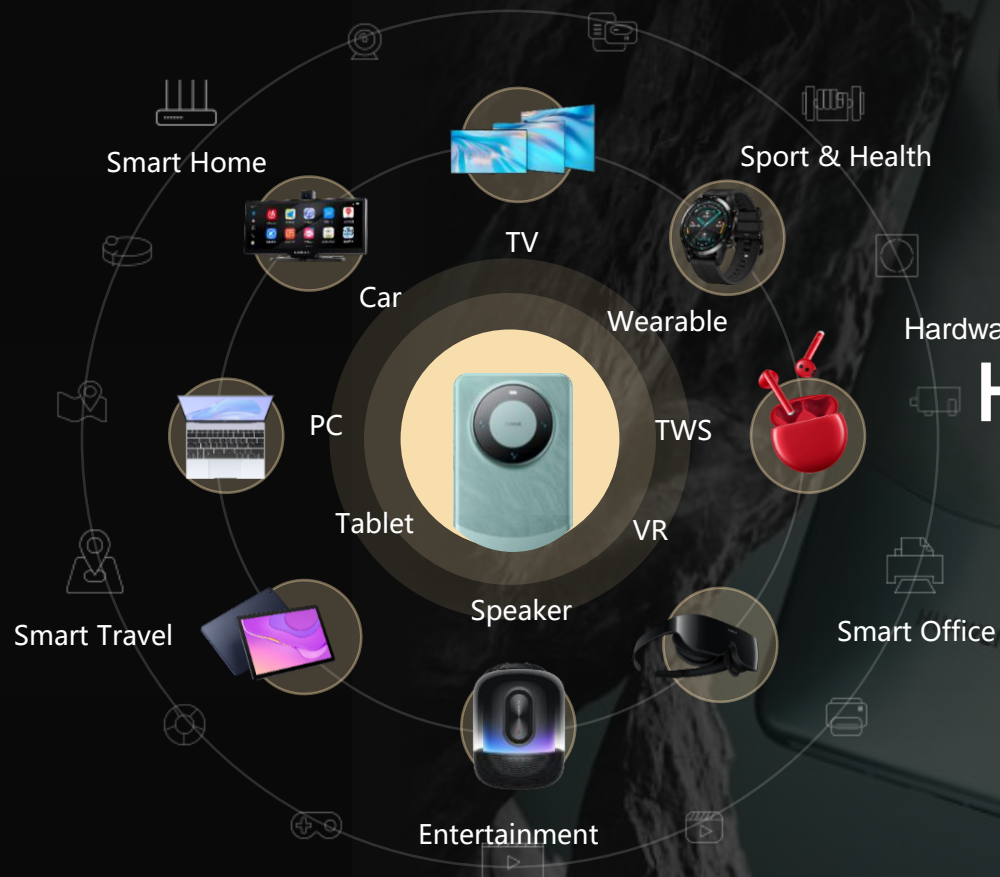 Smart Home
Sport & Health
TV
Car
Wearable
Hardwa
H
PC
TWS
Tablet
VR
Speaker
Smart Travel
Smart Office
Entertainment